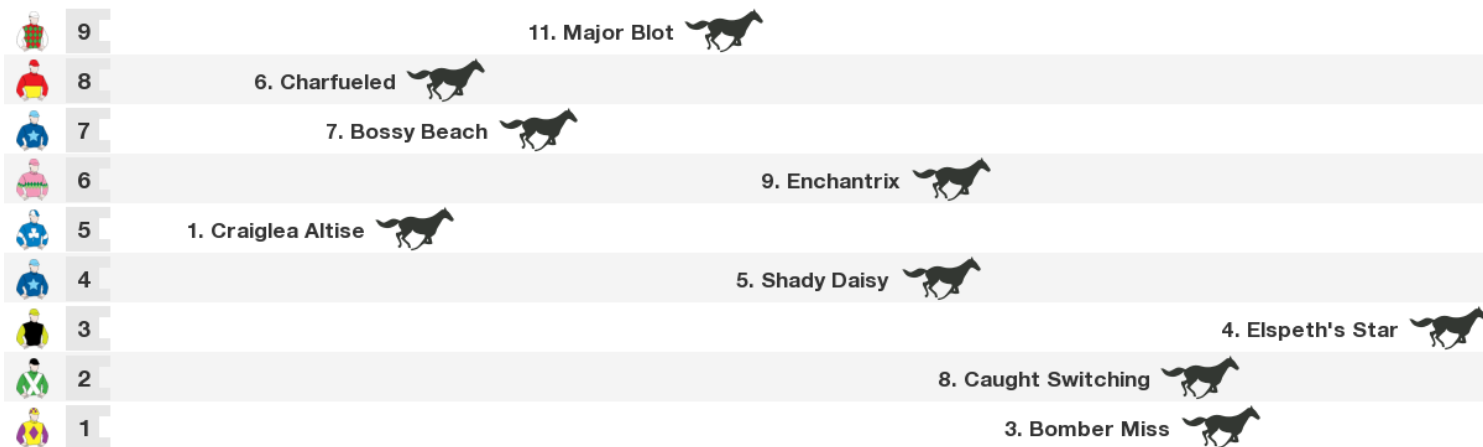 9 11. Major Blot
8 6. Charfueled
7 7. Bossy Beach
6 9. Enchantrix
5 1. Craiglea Altise
4 5. Shady Daisy
3 4. Elspeth's Star
2 8. Caught Switching
1 3. Bomber Miss